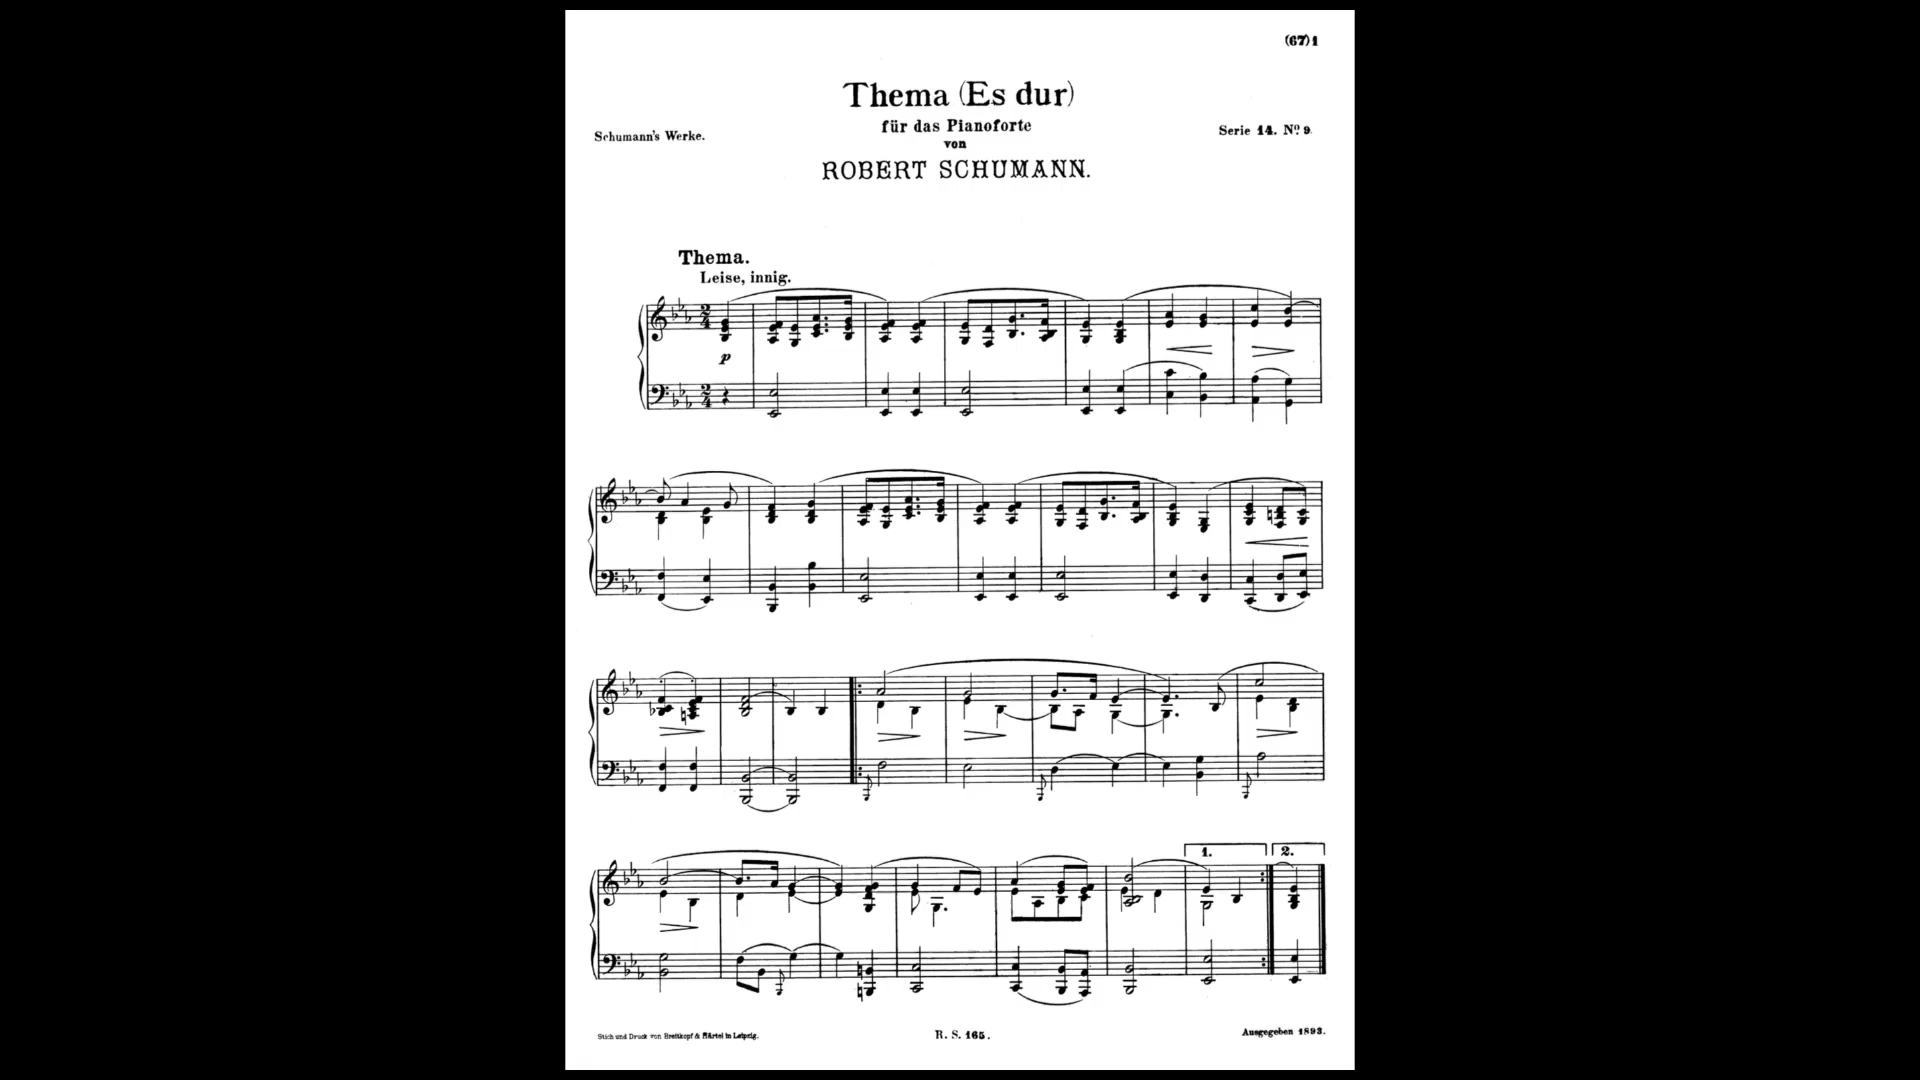 (67)1
Thema (Es dur)
für das Pianoforte
von
Schumann's Werke.
Serie 14. Nº 9.
ROBERT SCHUMANN.
Thema.
Leise, innig.
p
1.
2.
Stich und Druck von Breitkopf & Härtel in Leipzig.
R. S. 165.
Ausgegeben 1893.